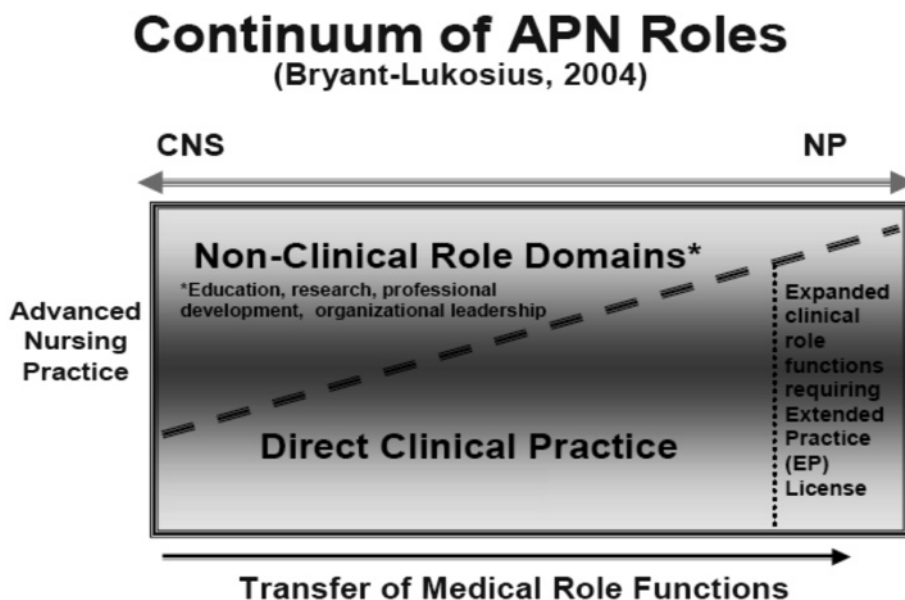 Continuum of APN Roles
(Bryant-Lukosius, 2004)
CNS
NP
Non-Clinical Role Domains*
*Education, research, professional
development, organizational leadership
Advanced
Nursing
Practice
Expanded
clinical
role
functions
requiring
Extended
Practice
(EP)
License
Direct Clinical Practice
Transfer of Medical Role Functions